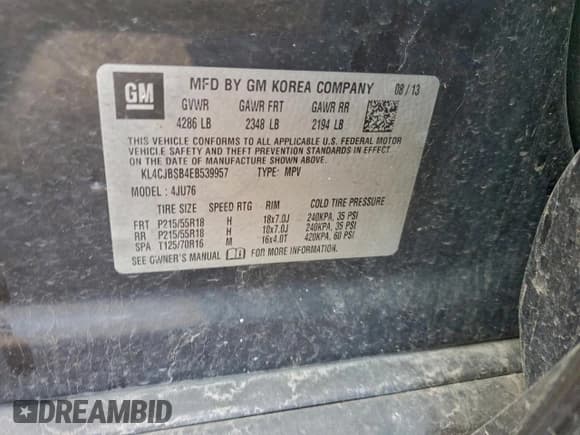 GM
MFD BY GM KOREA COMPANY 08/13
GVWR GAWR FRT GAWR RR
4286 LB 2348 LB 2194 LB
THIS VEHICLE CONFORMS TO ALL APPLICABLE U.S. FEDERAL MOTOR
VEHICLE SAFETY AND THEFT PREVENTION STANDARDS IN EFFECT ON
THE DATE OF MANUFACTURE SHOWN ABOVE.
KL4CJBSB4EB539957 TYPE: MPV
MODEL: 4JU76
TIRE SIZE SPEED RTG RIM COLD TIRE PRESSURE
FRT P215/55R18 H 18x7.0J 240KPA, 35 PSI
RR P215/55R18 H 18x7.0J 240KPA, 35 PSI
SPA T125/70R16 M 16x4.0T 420KPA, 60 PSI
SEE OWNER'S MANUAL FOR MORE INFORMATION.
DREAMBID